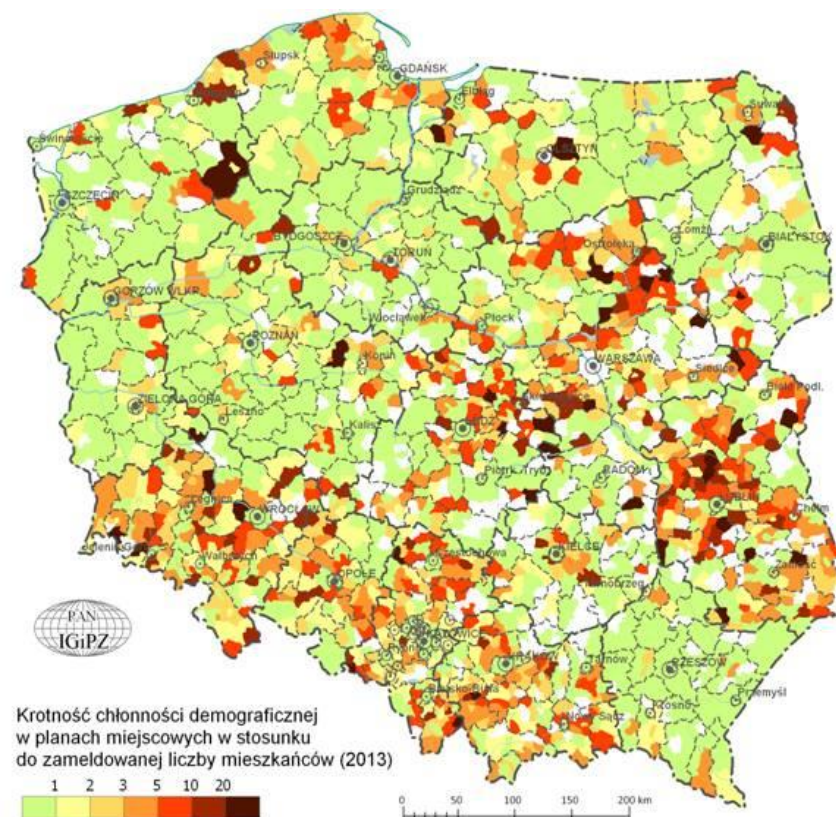 Słupsk
GDAŃSK
Elbląg
Suwałki
Świnoujście
OLSZTYN
SZCZECIN
Grudziądz
Łomża
Ostrołęka
BIAŁYSTOK
BYDGOSZCZ
TORUŃ
GORZÓW WLKP.
Włocławek
Płock
POZNAŃ
Konin
WARSZAWA
Siedlce
Biała Podl.
ZIELONA GÓRA
Leszno
Kalisz
ŁÓDŹ
Piotrk. Tryb.
RADOM
LUBLIN
Legnica
WROCŁAW
Chełm
Jelenia Góra
Wałbrzych
Częstochowa
KIELCE
OPOLE
Zamość
Tarnobrzeg
PAN
IGiPZ
KATOWICE
KRAKÓW
Tarnów
RZESZÓW
Bielsko-Biała
Przemyśl
Nowy Sącz
Krosno
Krotność chłonności demograficznej
w planach miejscowych w stosunku
do zameldowanej liczby mieszkańców (2013)
1 2 3 5 10 20
0 50 100 150 200 km